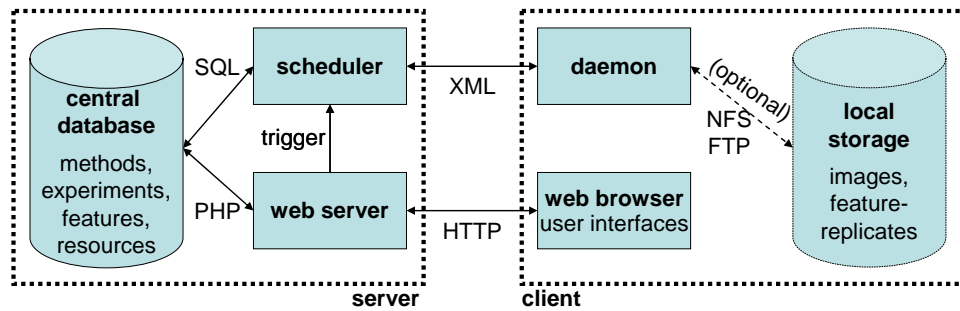 central
database
methods,
experiments,
features,
resources
SQL
PHP
scheduler
trigger
web server
server
XML
HTTP
daemon
web browser
user interfaces
(optional)
NFS
FTP
local
storage
images,
feature-
replicates
client